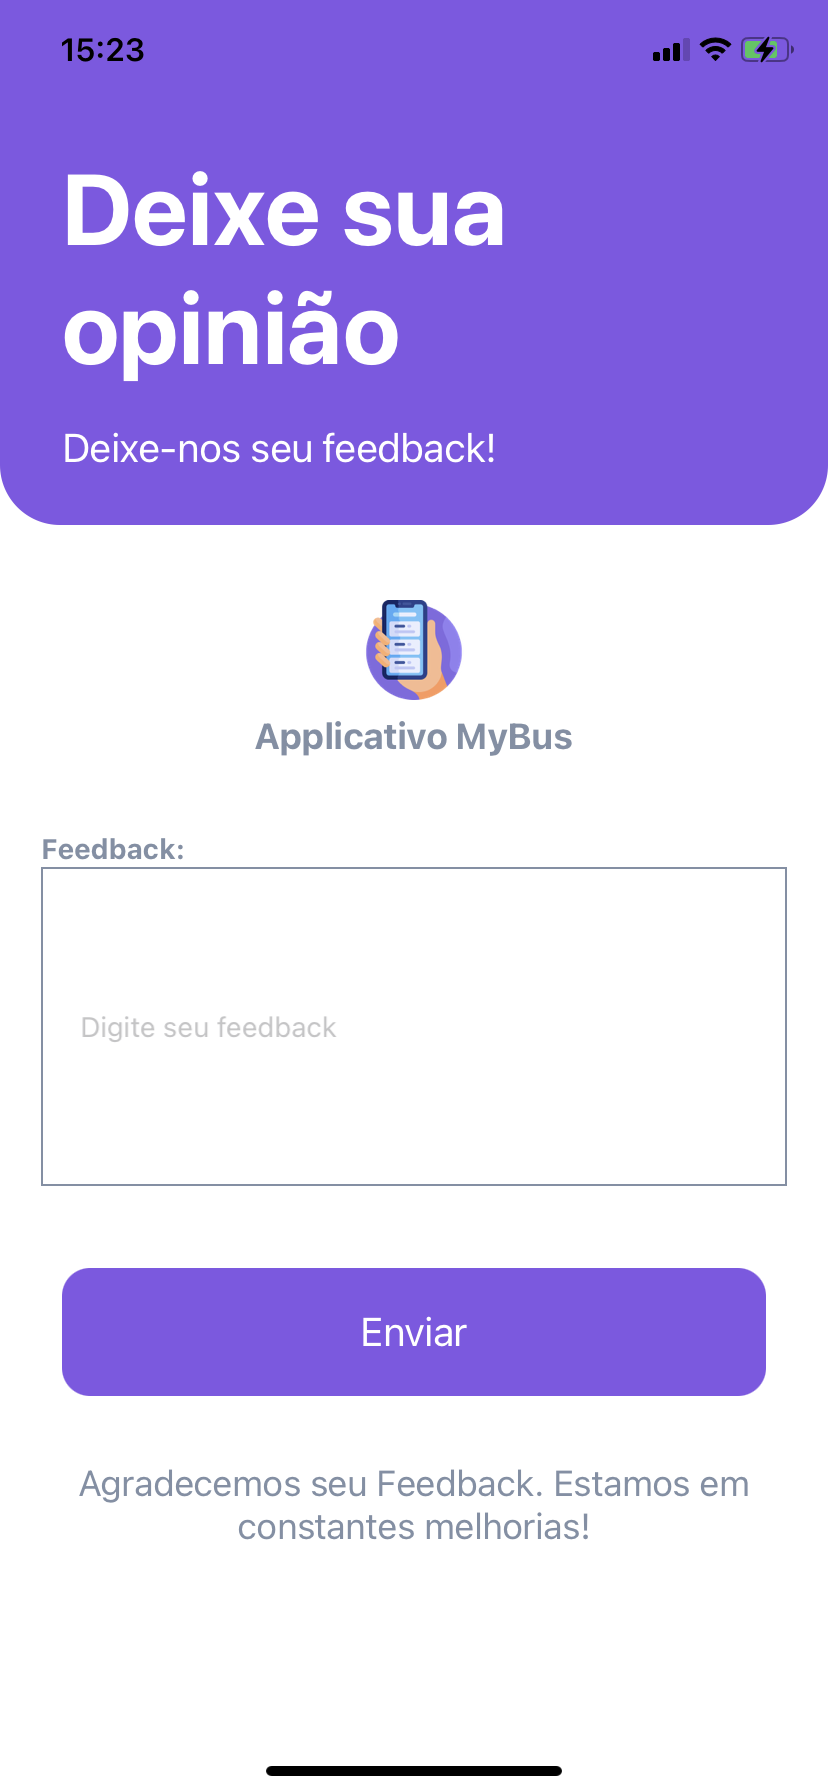 15:23
Deixe sua
opinião
Deixe-nos seu feedback!
Applicativo MyBus
Feedback:
Digite seu feedback
Enviar
Agradecemos seu Feedback. Estamos em
constantes melhorias!